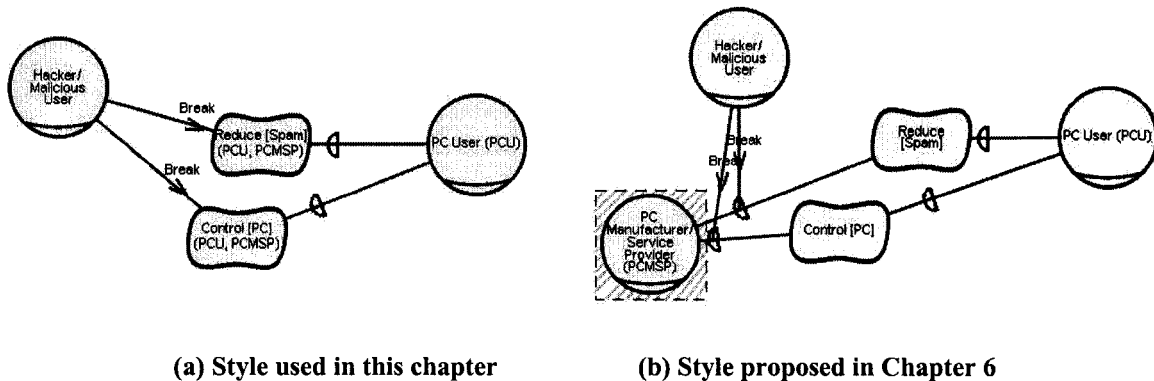 Hacker/
Malicious
User
Break
Reduce [Spam]
(PCU, PCMSP)
PC User (PCU)
Break
Control [PC]
(PCU, PCMSP)
Hacker/
Malicious
User
Break
Break
Reduce
[Spam]
PC User (PCU)
PC
Manufacturer/
Service
Provider
(PCMSP)
Control [PC]
(a) Style used in this chapter
(b) Style proposed in Chapter 6